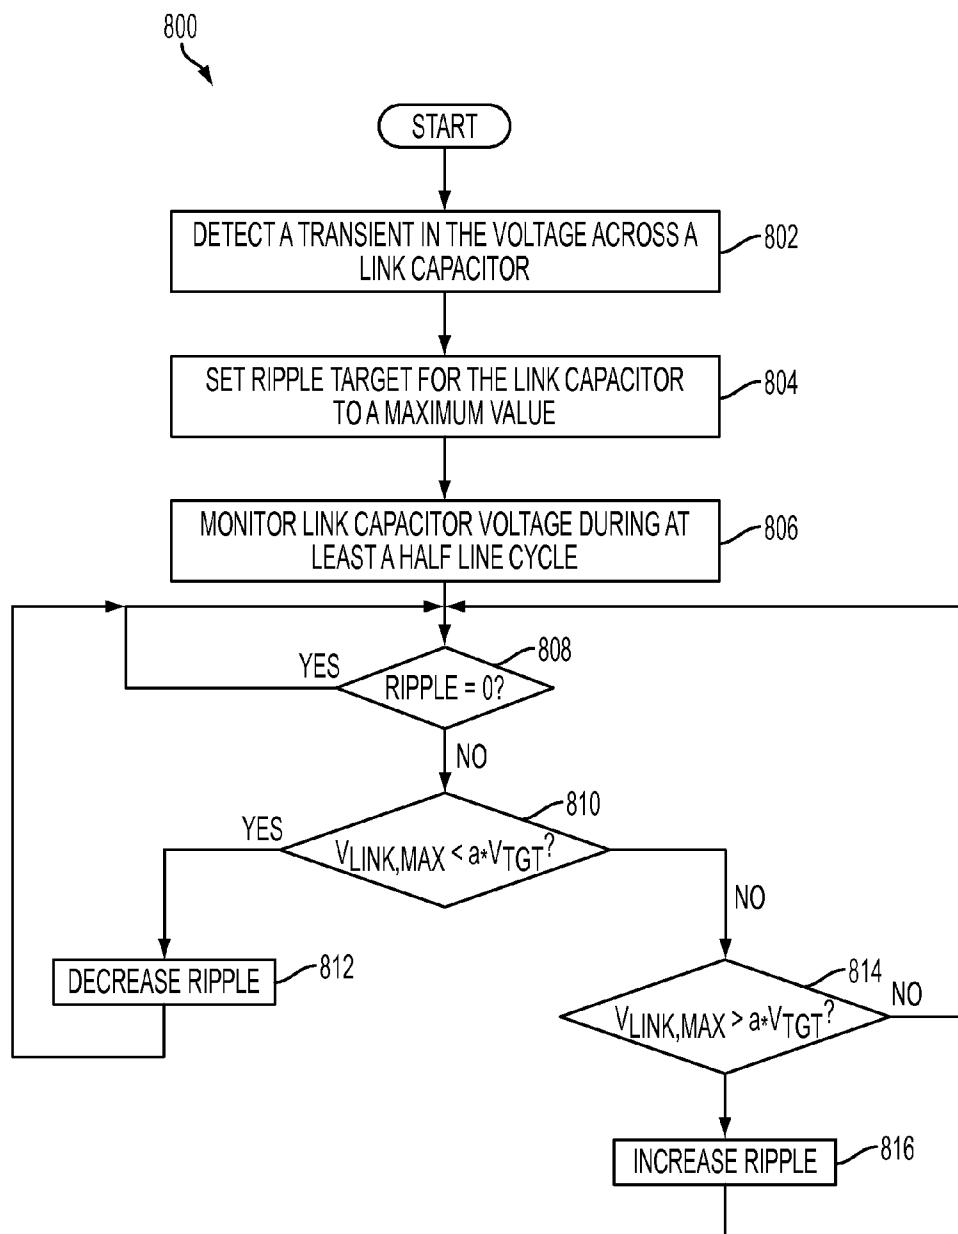 800
START
DETECT A TRANSIENT IN THE VOLTAGE ACROSS A
LINK CAPACITOR
802
SET RIPPLE TARGET FOR THE LINK CAPACITOR
TO A MAXIMUM VALUE
804
MONITOR LINK CAPACITOR VOLTAGE DURING AT
LEAST A HALF LINE CYCLE
806
808
YES
RIPPLE = 0?
NO
810
YES
VLINK,MAX < a*VTGT?
NO
DECREASE RIPPLE
812
814
NO
VLINK,MAX > a*VTGT?
INCREASE RIPPLE
816